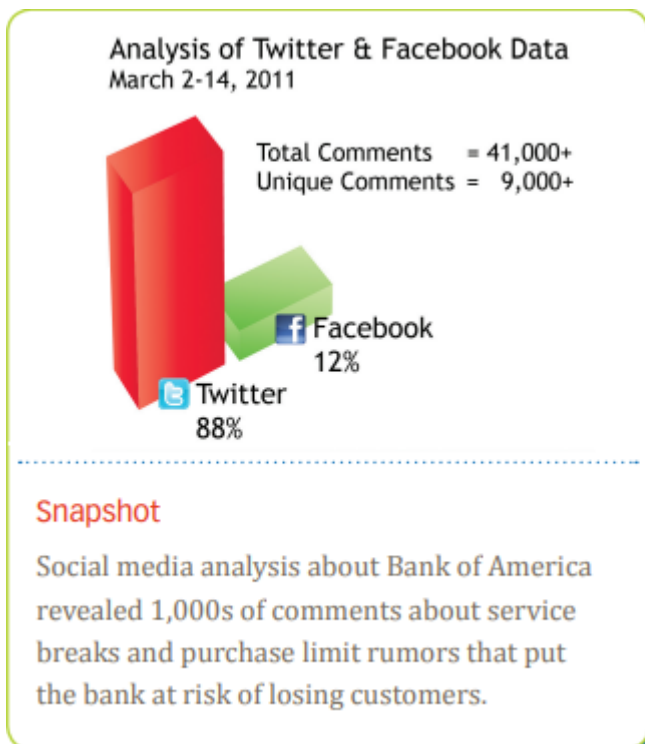 Analysis of Twitter & Facebook Data
March 2-14, 2011
Total Comments = 41,000+
Unique Comments = 9,000+
Facebook
12%
Twitter
88%
Snapshot
Social media analysis about Bank of America
revealed 1,000s of comments about service
breaks and purchase limit rumors that put
the bank at risk of losing customers.